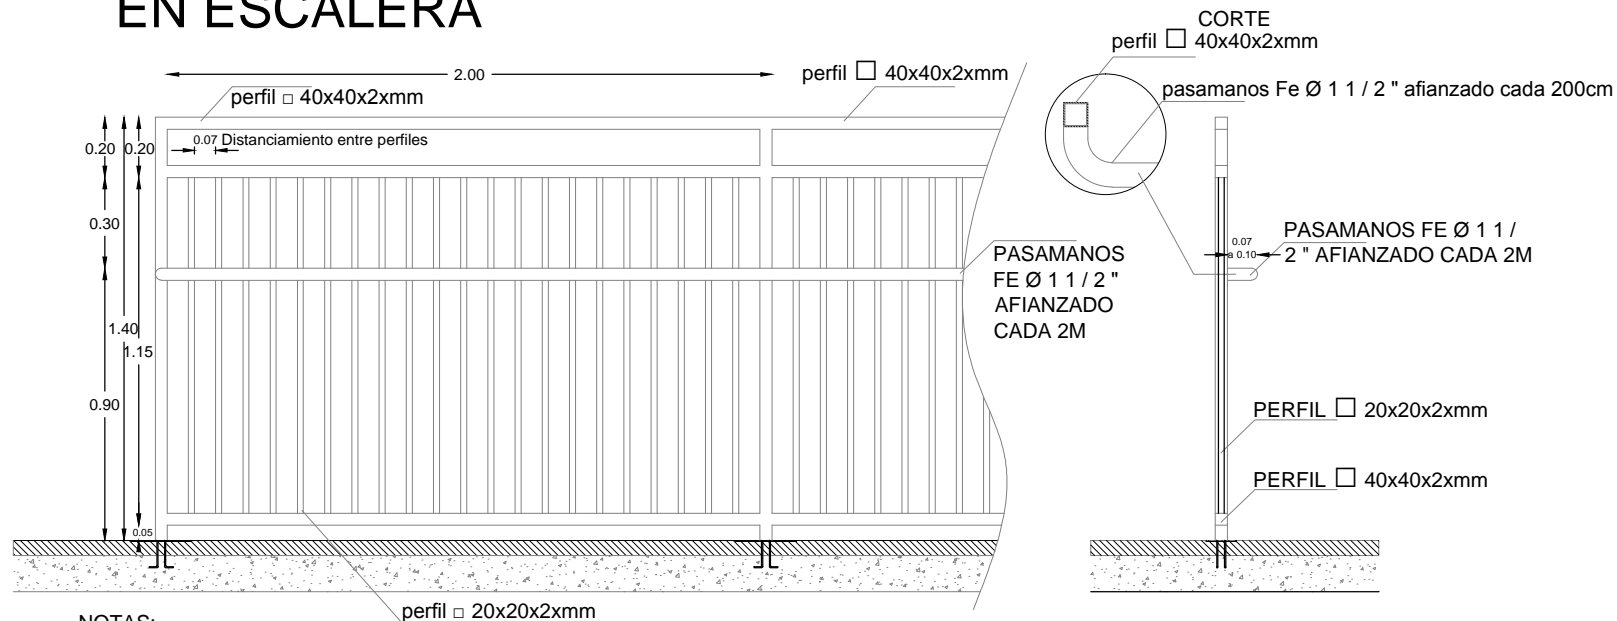 EN ESCALERA
CORTE
perfil □ 40x40x2xmm
2.00
perfil □ 40x40x2xmm
perfil □ 40x40x2xmm
pasamanos Fe Ø 1 1 / 2 " afianzado cada 200cm
0.20
0.20
0.07 Distanciamiento entre perfiles
0.30
PASAMANOS
FE Ø 1 1 / 2 "
AFIANZADO
CADA 2M
0.07
a 0.10
PASAMANOS FE Ø 1 1 /
2 " AFIANZADO CADA 2M
1.40
1.15
0.90
PERFIL □ 20x20x2xmm
PERFIL □ 40x40x2xmm
0.05
perfil □ 20x20x2xmm
NOTAS: